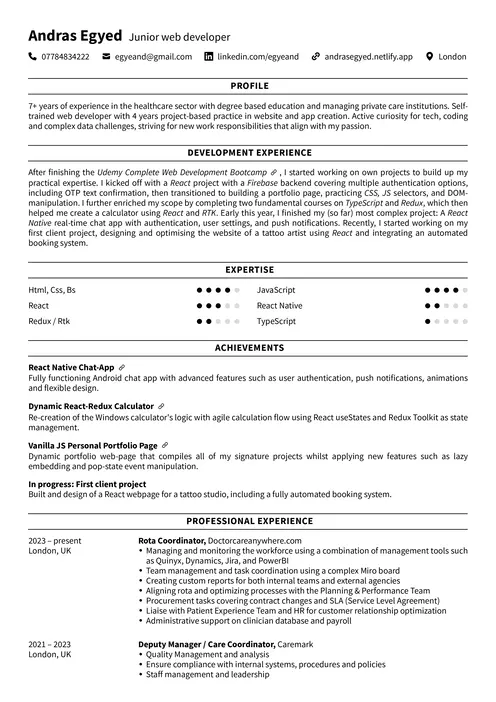 Andras Egyed Junior web developer
07784834222 egyeand@gmail.com linkedin.com/egyeand andrasegyed.netlify.app London
PROFILE
7+ years of experience in the healthcare sector with degree based education and managing private care institutions. Self-
trained web developer with 4 years project-based practice in website and app creation. Active curiosity for tech, coding
and complex data challenges, striving for new work responsibilities that align with my passion.
DEVELOPMENT EXPERIENCE
After finishing the Udemy Complete Web Development Bootcamp , I started working on own projects to build up my
practical expertise. I kicked off with a React project with a Firebase backend covering multiple authentication options,
including OTP text confirmation, then transitioned to building a portfolio page, practicing CSS, JS selectors, and DOM-
manipulation. I further enriched my scope by completing two fundamental courses on TypeScript and Redux, which then
helped me create a calculator using React and RTK. Early this year, I finished my (so far) most complex project: A React
Native real-time chat app with authentication, user settings, and push notifications. Recently, I started working on my
first client project, designing and optimising the website of a tattoo artist using React and integrating an automated
booking system.
EXPERTISE
Html, Css, Bs JavaScript
React React Native
Redux / Rtk TypeScript
ACHIEVEMENTS
React Native Chat-App
Fully functioning Android chat app with advanced features such as user authentication, push notifications, animations
and flexible design.
Dynamic React-Redux Calculator
Re-creation of the Windows calculator's logic with agile calculation flow using React useStates and Redux Toolkit as state
management.
Vanilla JS Personal Portfolio Page
Dynamic portfolio web-page that compiles all of my signature projects whilst applying new features such as lazy
embedding and pop-state event manipulation.
In progress: First client project
Built and design of a React webpage for a tattoo studio, including a fully automated booking system.
PROFESSIONAL EXPERIENCE
2023 – present Rota Coordinator, Doctorcareanywhere.com
London, UK • Managing and monitoring the workforce using a combination of management tools such
as Quinyx, Dynamics, Jira, and PowerBI
• Team management and task coordination using a complex Miro board
• Creating custom reports for both internal teams and external agencies
• Aligning rota and optimizing processes with the Planning & Performance Team
• Procurement tasks covering contract changes and SLA (Service Level Agreement)
• Liaise with Patient Experience Team and HR for customer relationship optimization
• Administrative support on clinician database and payroll
2021 – 2023 Deputy Manager / Care Coordinator, Caremark
London, UK • Quality Management and analysis
• Ensure compliance with internal systems, procedures and policies
• Staff management and leadership